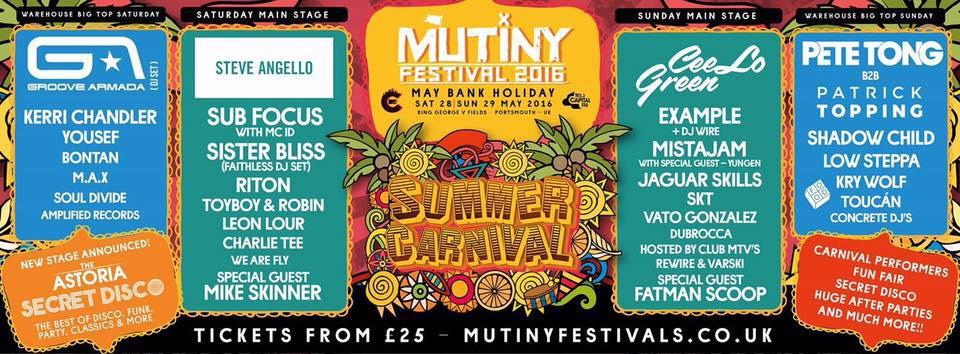 WAREHOUSE BIG TOP SATURDAY
GROOVE ARMADA (DJ SET)
KERRI CHANDLER
YOUSEF
BONTAN
M.A.X
SOUL DIVIDE
AMPLIFIED RECORDS
NEW STAGE ANNOUNCED!
THE
ASTORIA
SECRET DISCO
THE BEST OF DISCO, FUNK,
PARTY, CLASSICS & MORE
SATURDAY MAIN STAGE
STEVE ANGELLO
SUB FOCUS
WITH MC ID
SISTER BLISS
(FAITHLESS DJ SET)
RITON
TOYBOY & ROBIN
LEON LOUR
CHARLIE TEE
WE ARE FLY
SPECIAL GUEST
MIKE SKINNER
MUTINY
FESTIVAL 2016
MAY BANK HOLIDAY
SAT 28 | SUN 29 MAY 2016
KING GEORGE V FIELDS PORTSMOUTH - UK
103.2
CAPITAL
FM
SUMMER
CARNIVAL
SUNDAY MAIN STAGE
CeeLo
Green
EXAMPLE
+ DJ WIRE
MISTAJAM
WITH SPECIAL GUEST - YUNGEN
JAGUAR SKILLS
SKT
VATO GONZALEZ
DUBROCCA
HOSTED BY CLUB MTV'S
REWIRE & VARSKI
SPECIAL GUEST
FATMAN SCOOP
WAREHOUSE BIG TOP SUNDAY
PETE TONG
B2B
PATRICK
TOPPING
SHADOW CHILD
LOW STEPPA
KRY WOLF
TOUCÁN
CONCRETE DJ'S
CARNIVAL PERFORMERS
FUN FAIR
SECRET DISCO
HUGE AFTER PARTIES
AND MUCH MORE!!
TICKETS FROM £25 - MUTINYFESTIVALS.CO.UK